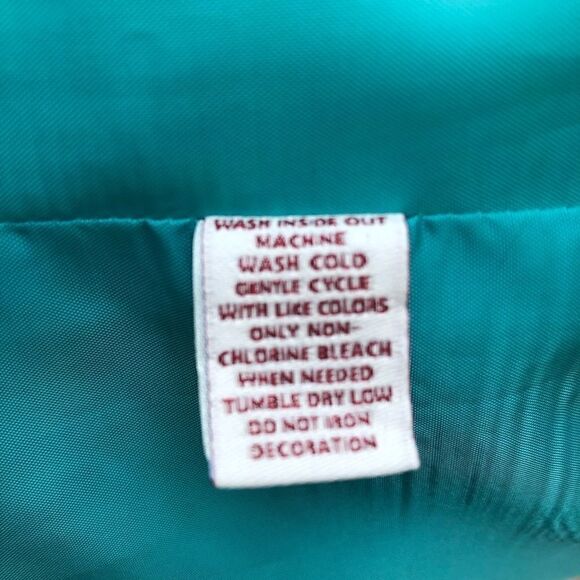 WASH INSIDE OUT
MACHINE
WASH COLD
GENTLE CYCLE
WITH LIKE COLORS
ONLY NON-
CHLORINE BLEACH
WHEN NEEDED
TUMBLE DRY LOW
DO NOT IRON
DECORATION